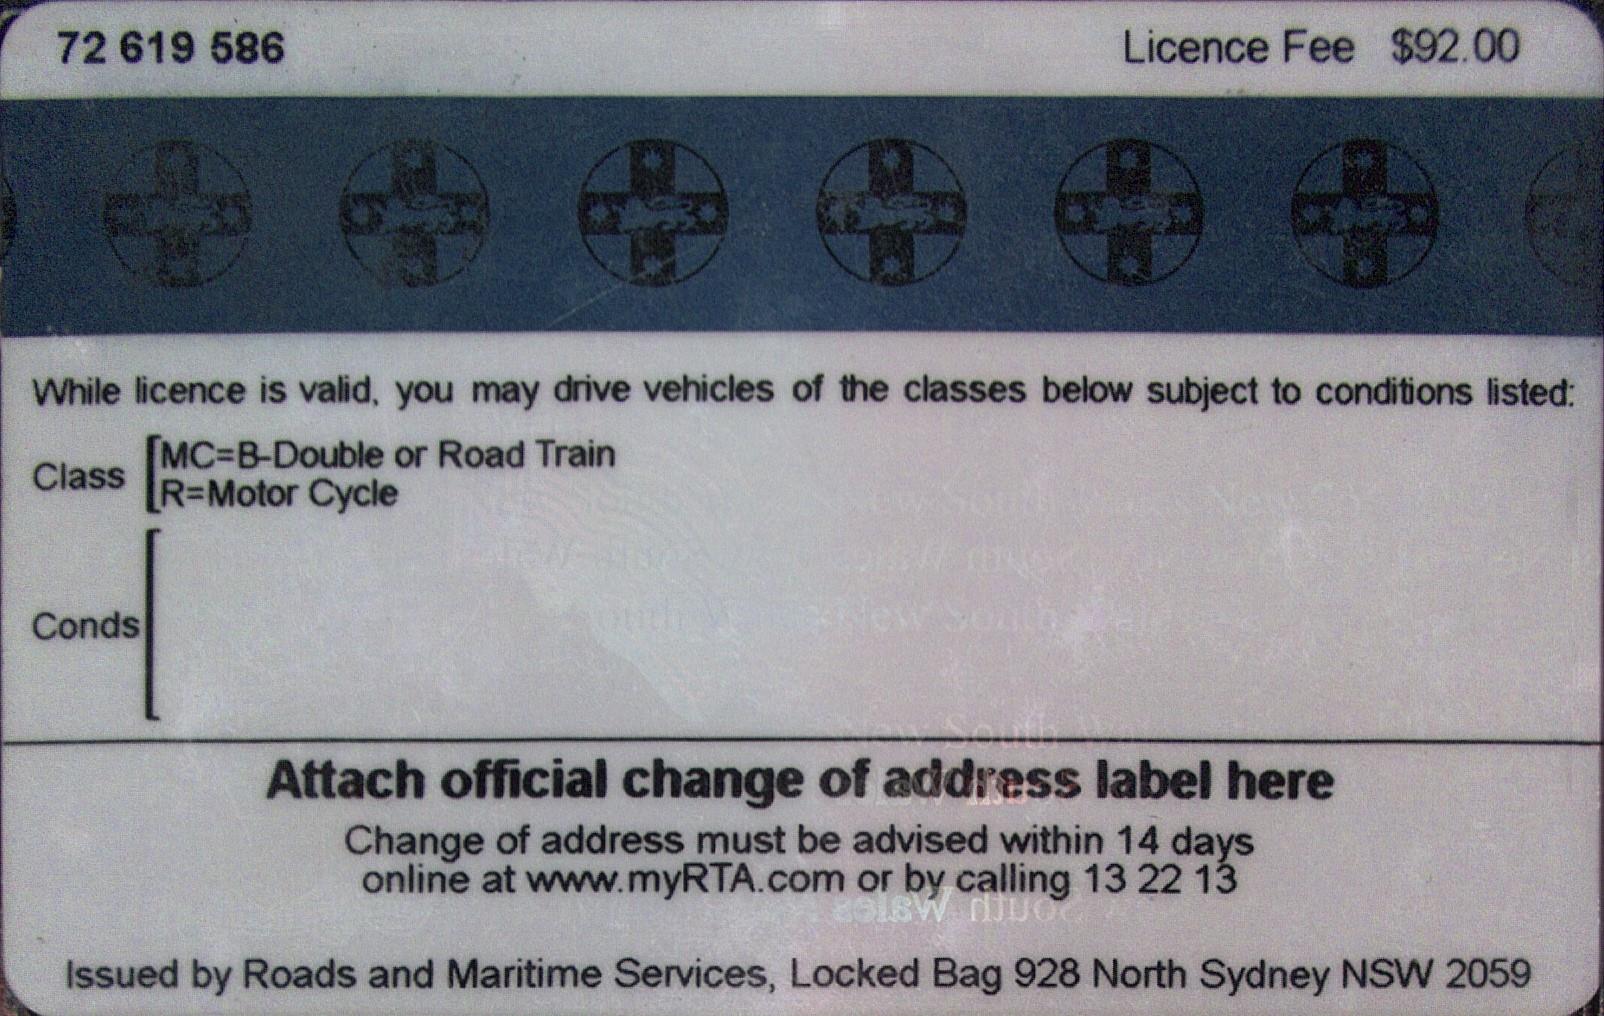 72 619 586 Licence Fee $92.00
While licence is valid, you may drive vehicles of the classes below subject to conditions listed:
Class [MC=B-Double or Road Train
R=Motor Cycle
Conds [
Attach official change of address label here
Change of address must be advised within 14 days
online at www.myRTA.com or by calling 13 22 13
Issued by Roads and Maritime Services, Locked Bag 928 North Sydney NSW 2059